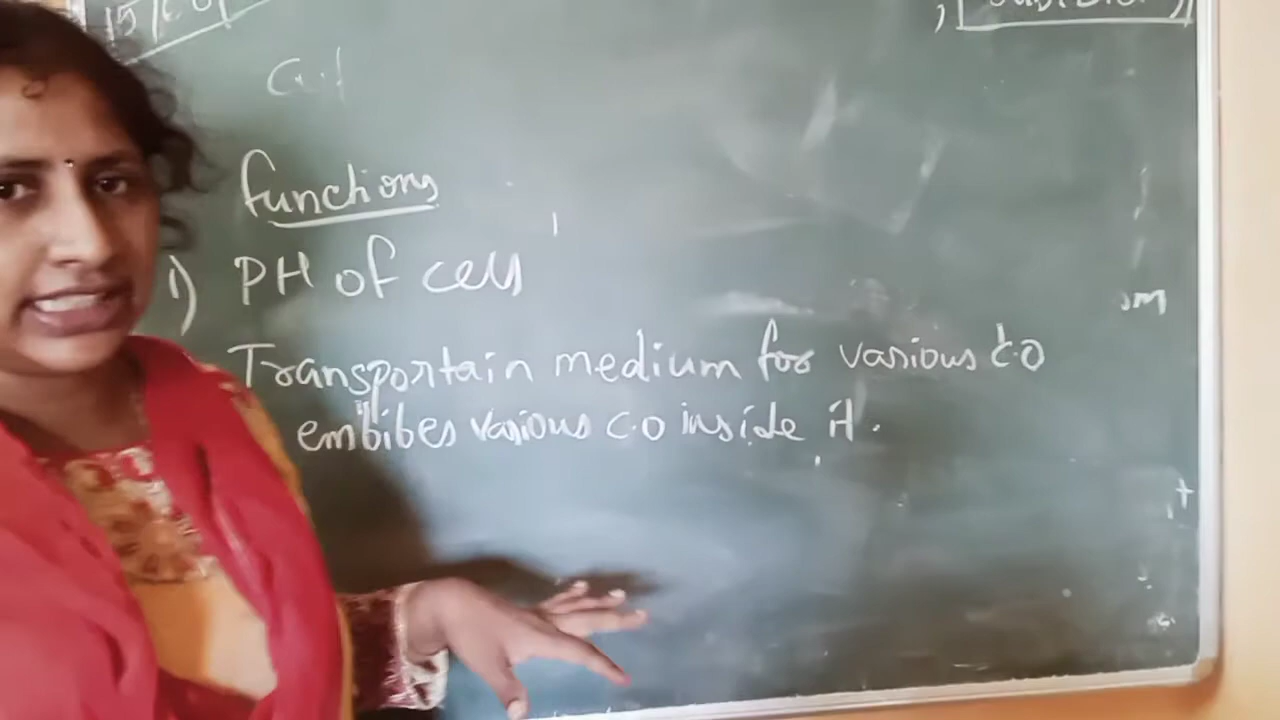 functions
1) PH of cell
Transportain medium for various C.O
embibes various C.O inside it.